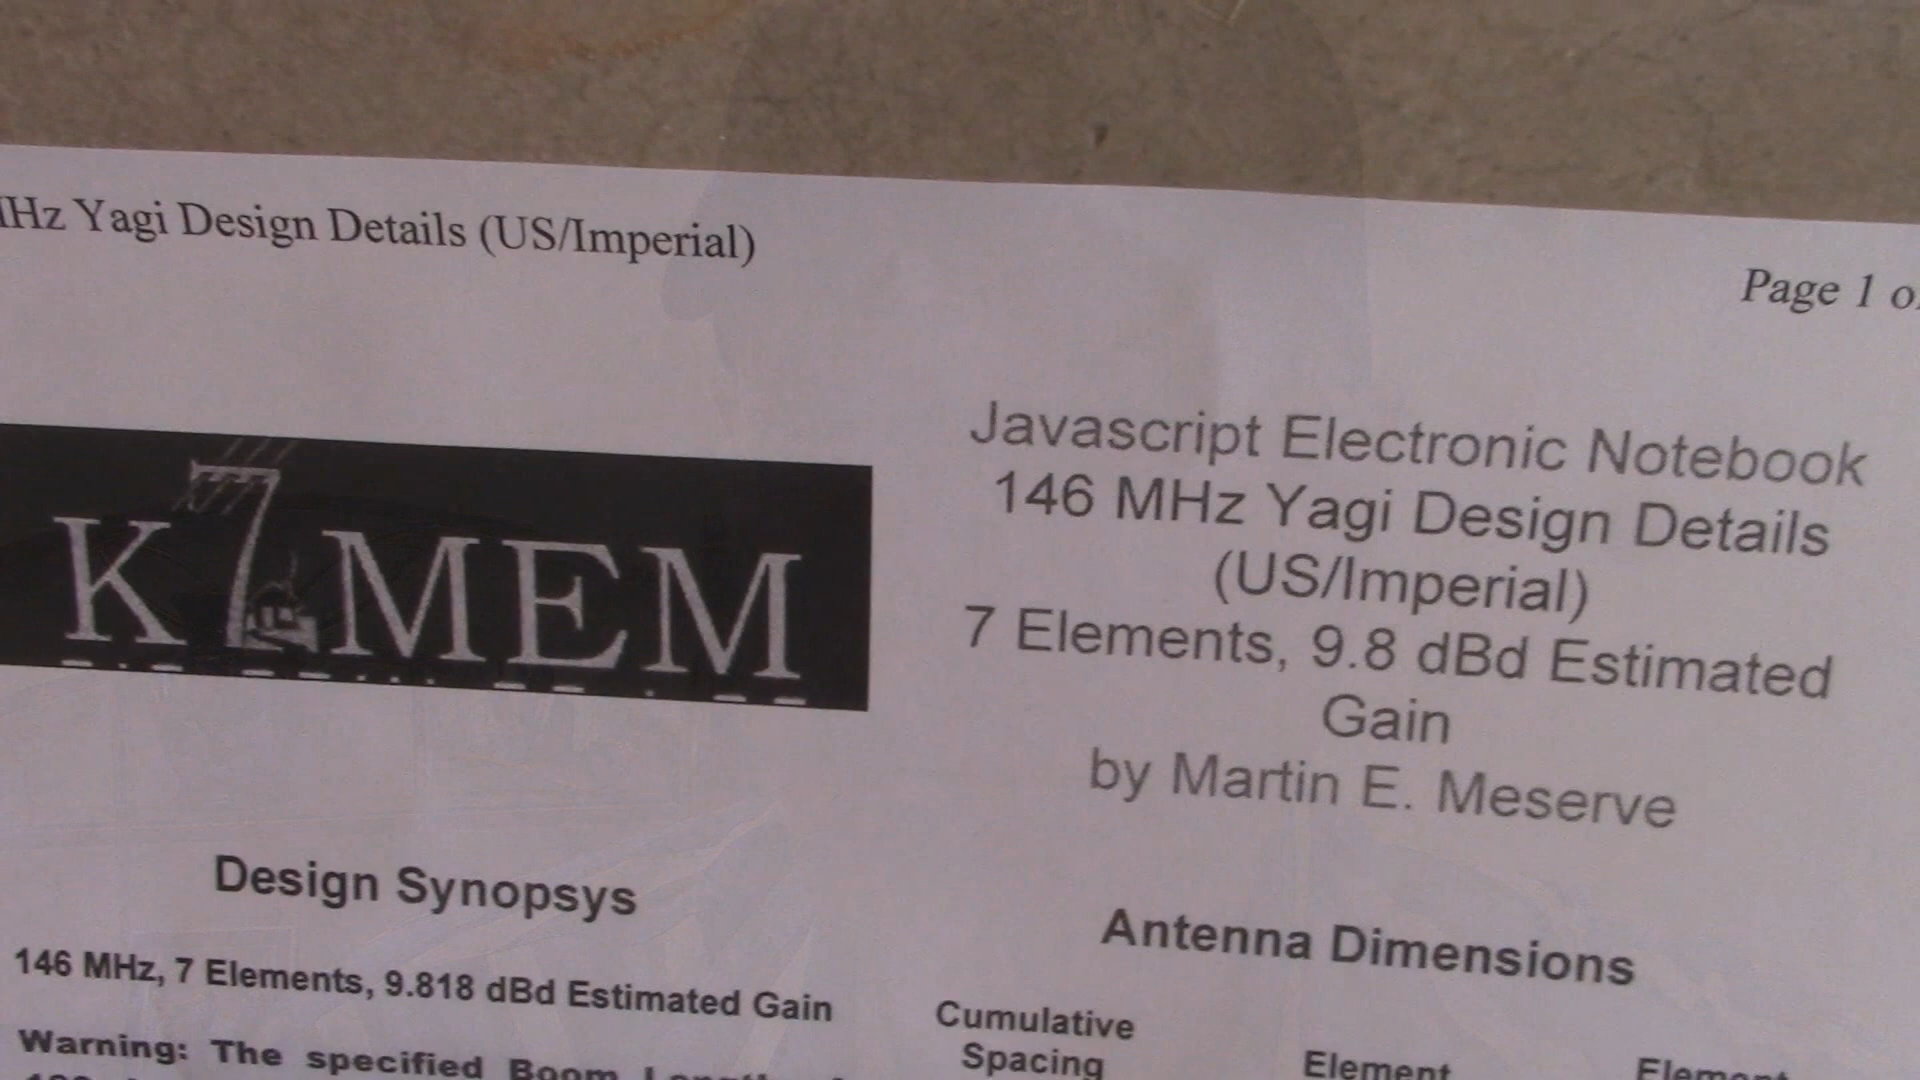 Hz Yagi Design Details (US/Imperial)
Page 1
K7MEM
Javascript Electronic Notebook
146 MHz Yagi Design Details
(US/Imperial)
7 Elements, 9.8 dBd Estimated
Gain
by Martin E. Meserve
Design Synopsys
146 MHz, 7 Elements, 9.818 dBd Estimated Gain
Warning: The specified Boom
Antenna Dimensions
Cumulative
Spacing
Element
Element